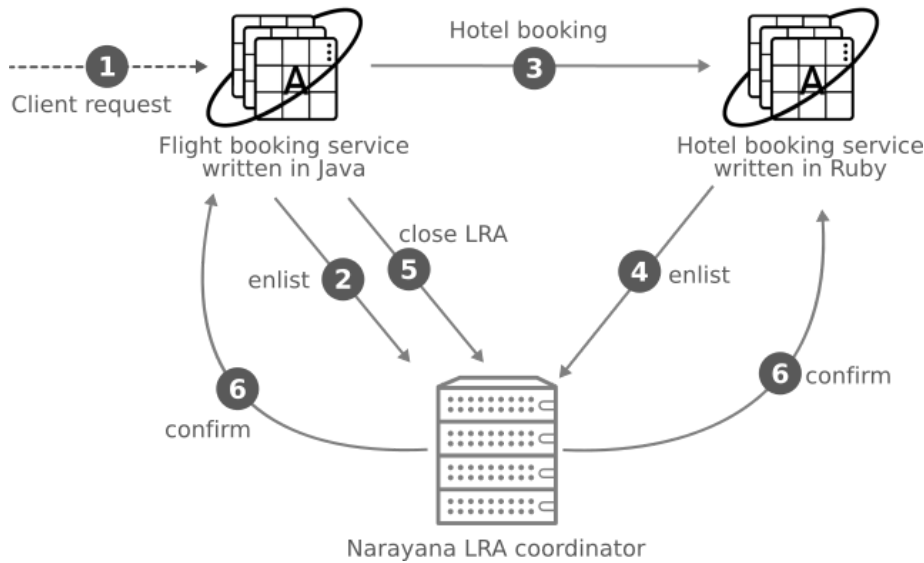 1
Client request
A
Flight booking service
written in Java
Hotel booking
3
A
Hotel booking service
written in Ruby
enlist
2
close LRA
5
4
enlist
6
confirm
6
confirm
Narayana LRA coordinator